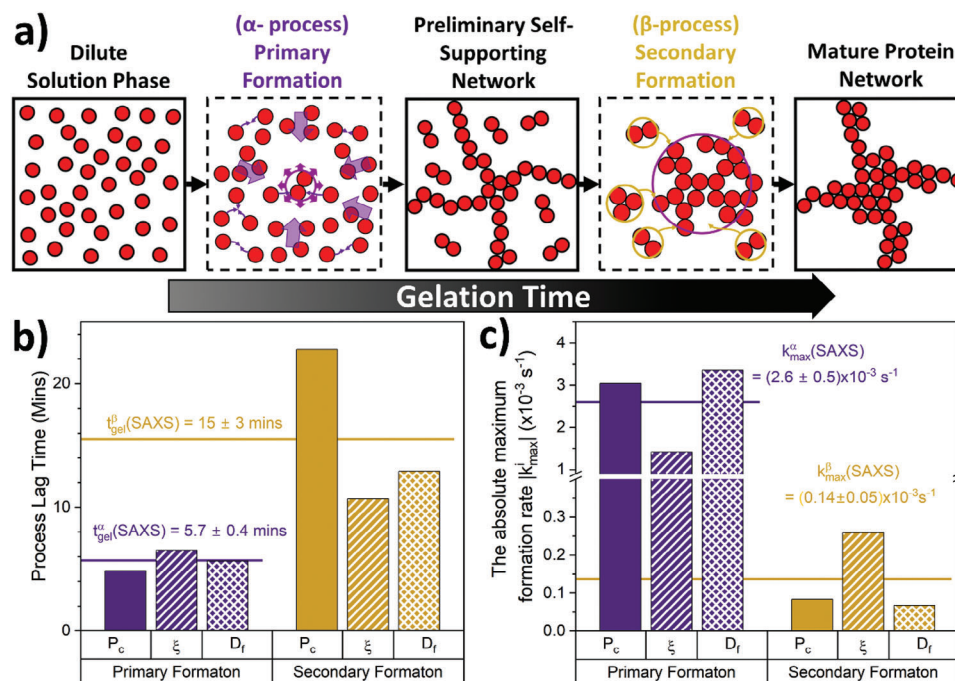 a)
Dilute
Solution Phase
(α- process)
Primary
Formation
Preliminary Self-
Supporting
Network
(β-process)
Secondary
Formation
Mature Protein
Network
Gelation Time
b)
Process Lag Time (Mins)
20
10
0
t^β_gel(SAXS) = 15 ± 3 mins
t^α_gel(SAXS) = 5.7 ± 0.4 mins
P_c ξ D_f P_c ξ D_f
Primary Formaton Secondary Formaton
c)
The absolute maximum
formation rate |k^i_max| (x10^-3 s^-1)
4
3
2
1
0.3
0.2
0.1
0.0
k^α_max(SAXS)
= (2.6 ± 0.5)x10^-3 s^-1
k^β_max(SAXS)
= (0.14±0.05)x10^-3s^-1
P_c ξ D_f P_c ξ D_f
Primary Formaton Secondary Formaton